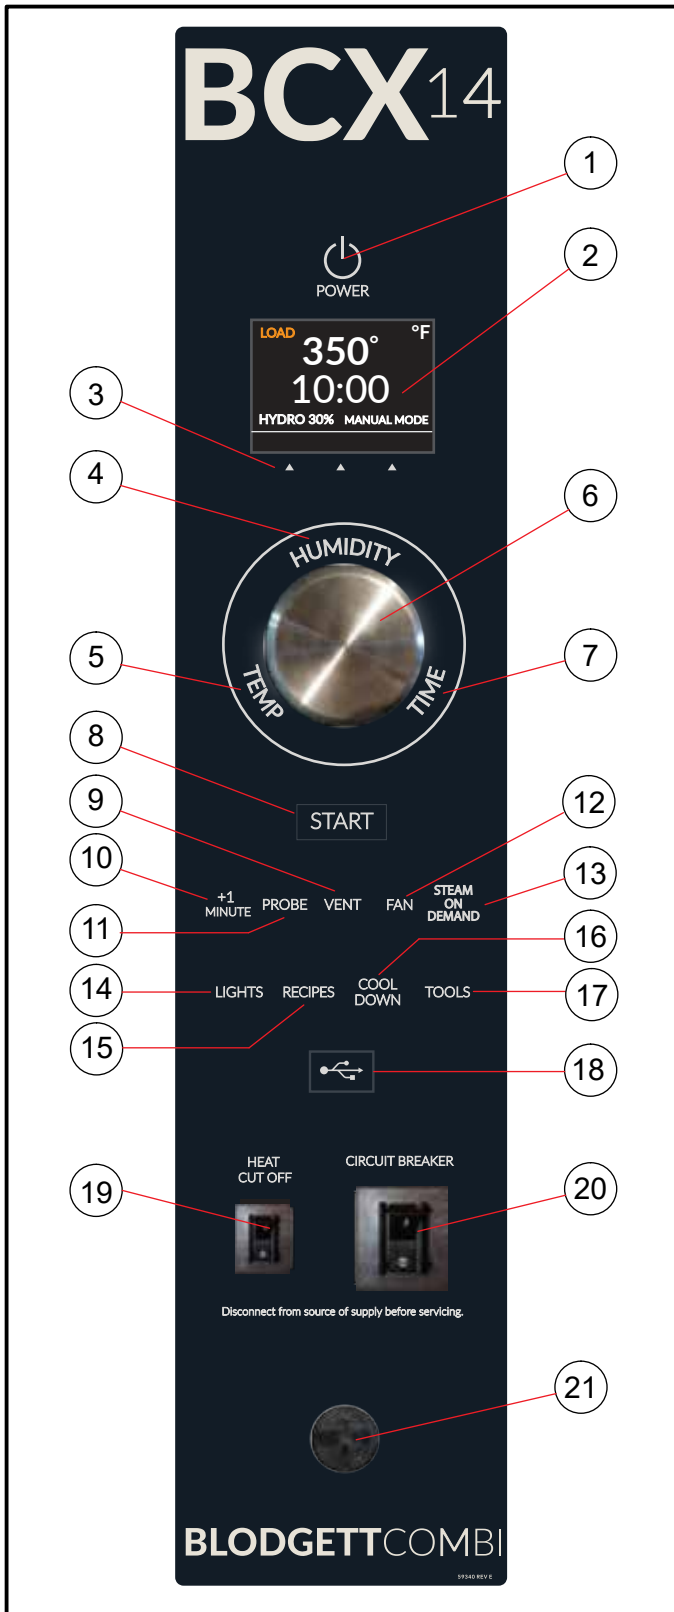 BCX14
1
POWER
2
LOAD °F
350°
10:00
HYDRO 30% MANUAL MODE
3
4
HUMIDITY
6
5
TEMP
TIME
7
8
START
9
12
10
+1
MINUTE
PROBE
VENT
FAN
STEAM
ON
DEMAND
13
11
16
14
LIGHTS
RECIPES
COOL
DOWN
TOOLS
17
15
18
HEAT
CUT OFF
CIRCUIT BREAKER
19
20
Disconnect from source of supply before servicing.
21
BLODGETTCOMBI
59340 REV E